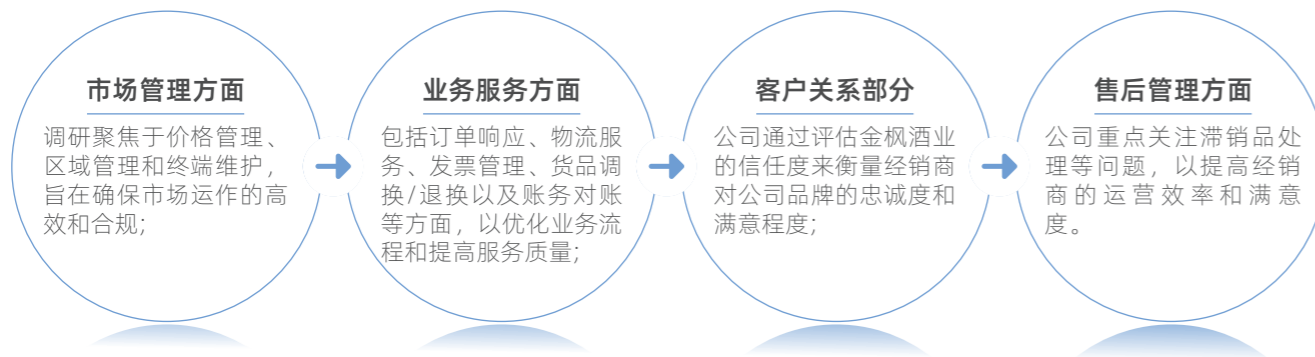 市场管理方面
调研聚焦于价格管理、
区域管理和终端维护，
旨在确保市场运作的高
效和合规;
业务服务方面
包括订单响应、物流服
务、发票管理、货品调
换/退换以及账务对账
等方面，以优化业务流
程和提高服务质量;
客户关系部分
公司通过评估金枫酒业
的信任度来衡量经销商
对公司品牌的忠诚度和
满意程度;
售后管理方面
公司重点关注滞销品处
理等问题，以提高经销
商的运营效率和满意
度。